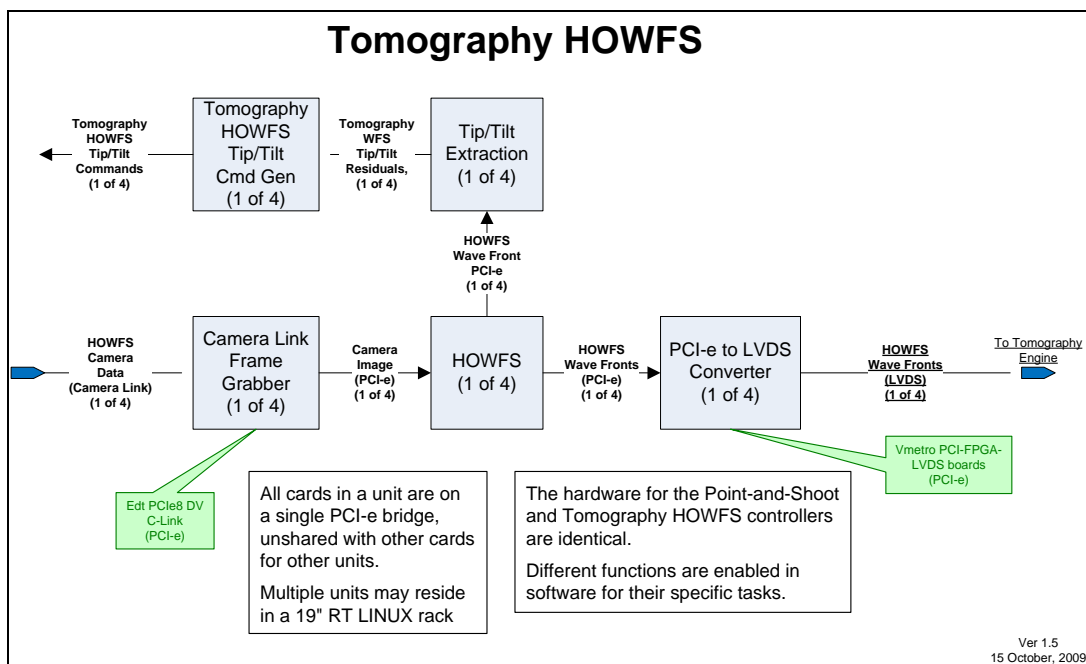 Tomography HOWFS
Tomography
HOWFS
Tip/Tilt
Commands
(1 of 4)
Tomography
HOWFS
Tip/Tilt
Cmd Gen
(1 of 4)
Tomography
WFS
Tip/Tilt
Residuals,
(1 of 4)
Tip/Tilt
Extraction
(1 of 4)
HOWFS
Wave Front
PCI-e
(1 of 4)
HOWFS
Camera
Data
(Camera Link)
(1 of 4)
Camera Link
Frame
Grabber
(1 of 4)
Camera
Image
(PCI-e)
(1 of 4)
HOWFS
(1 of 4)
HOWFS
Wave Fronts
(PCI-e)
(1 of 4)
PCI-e to LVDS
Converter
(1 of 4)
HOWFS
Wave Fronts
(LVDS)
(1 of 4)
To Tomography
Engine
Edt PCIe8 DV
C-Link
(PCI-e)
Vmetro PCI-FPGA-
LVDS boards
(PCI-e)
All cards in a unit are on
a single PCI-e bridge,
unshared with other cards
for other units.
Multiple units may reside
in a 19" RT LINUX rack
The hardware for the Point-and-Shoot
and Tomography HOWFS controllers
are identical.
Different functions are enabled in
software for their specific tasks.
Ver 1.5
15 October, 2009